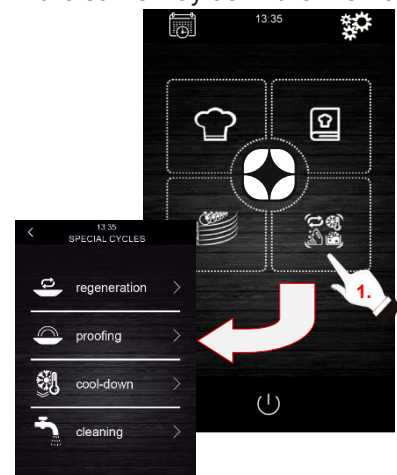 13:35
1.
13:35
SPECIAL CYCLES
regeneration
proofing
cool-down
cleaning